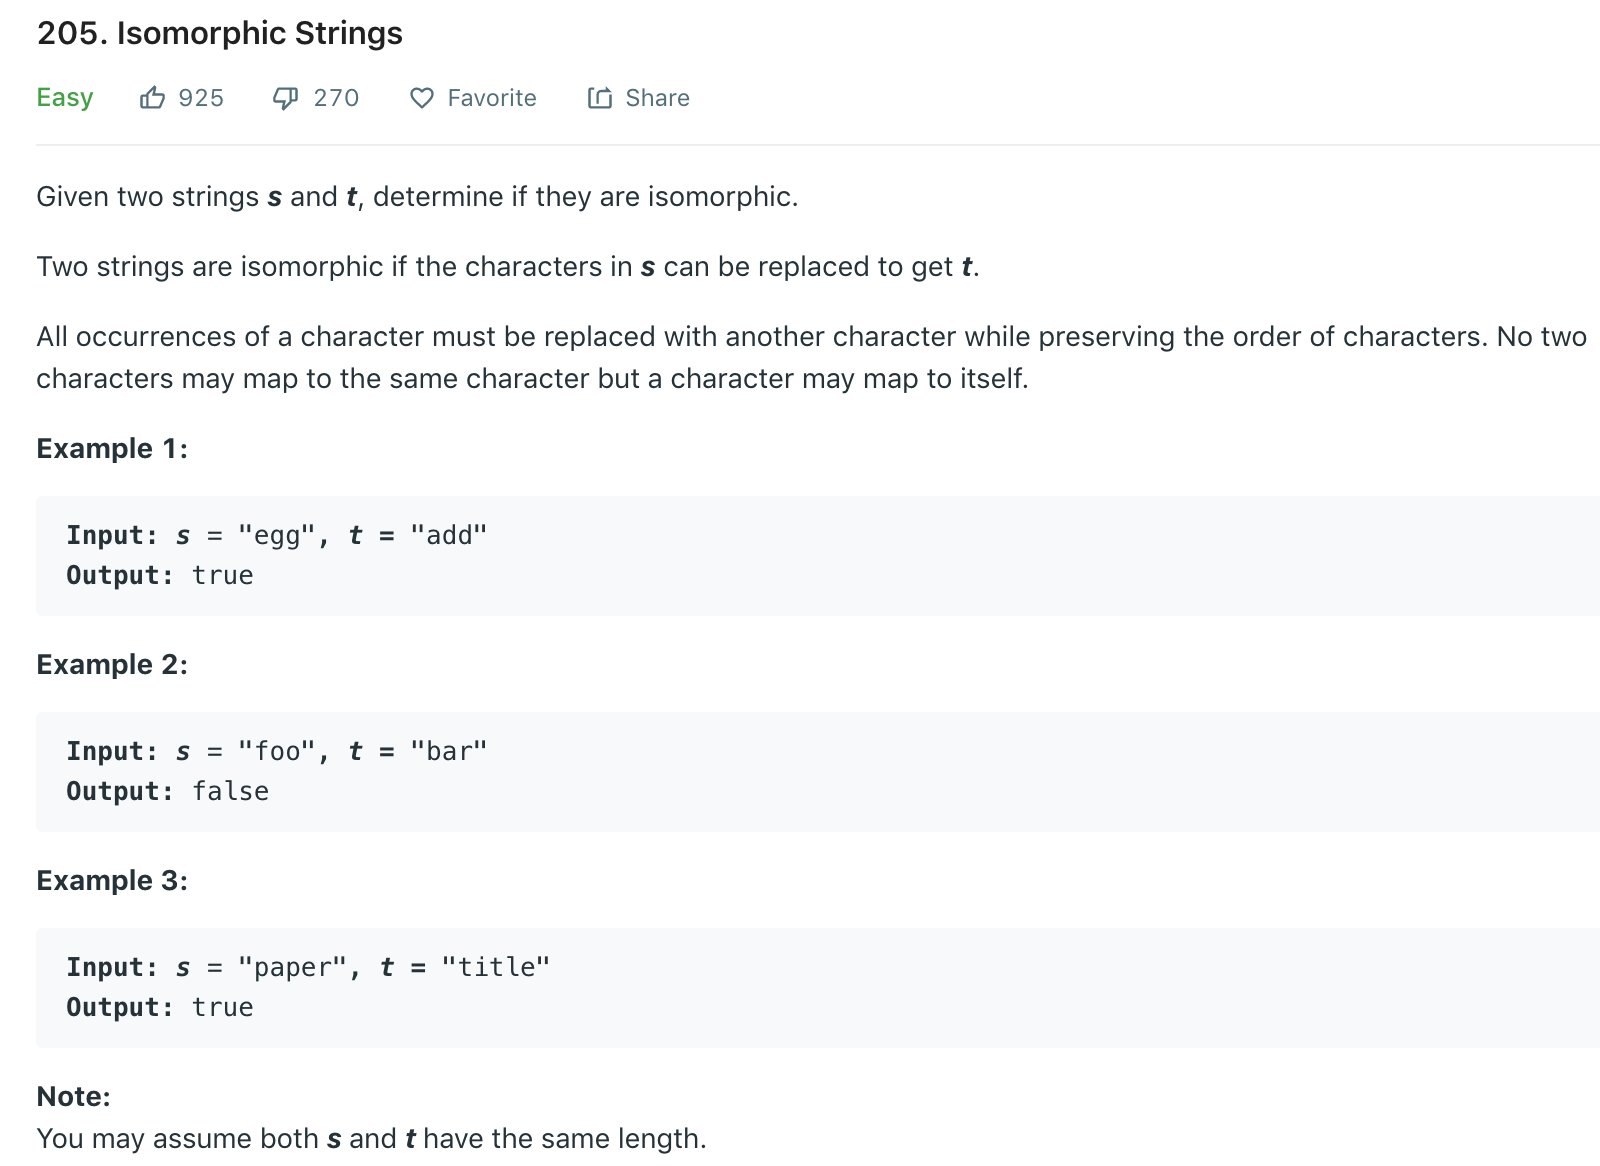 205. Isomorphic Strings
Easy 925 270 Favorite Share
Given two strings s and t, determine if they are isomorphic.
Two strings are isomorphic if the characters in s can be replaced to get t.
All occurrences of a character must be replaced with another character while preserving the order of characters. No two
characters may map to the same character but a character may map to itself.
Example 1:
Input: s = "egg", t = "add"
Output: true
Example 2:
Input: s = "foo", t = "bar"
Output: false
Example 3:
Input: s = "paper", t = "title"
Output: true
Note:
You may assume both s and t have the same length.